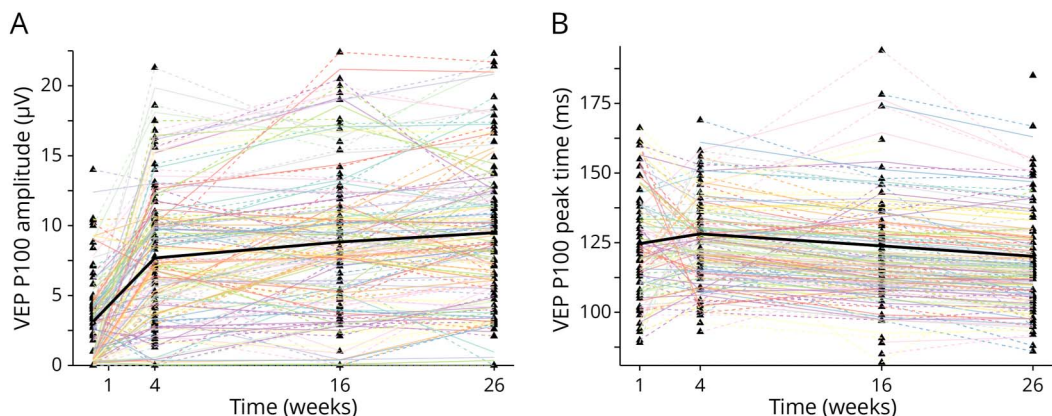 A
VEP P100 amplitude (µV)
20
15
10
5
0
1 4 16 26
Time (weeks)
B
VEP P100 peak time (ms)
175
150
125
100
1 4 16 26
Time (weeks)